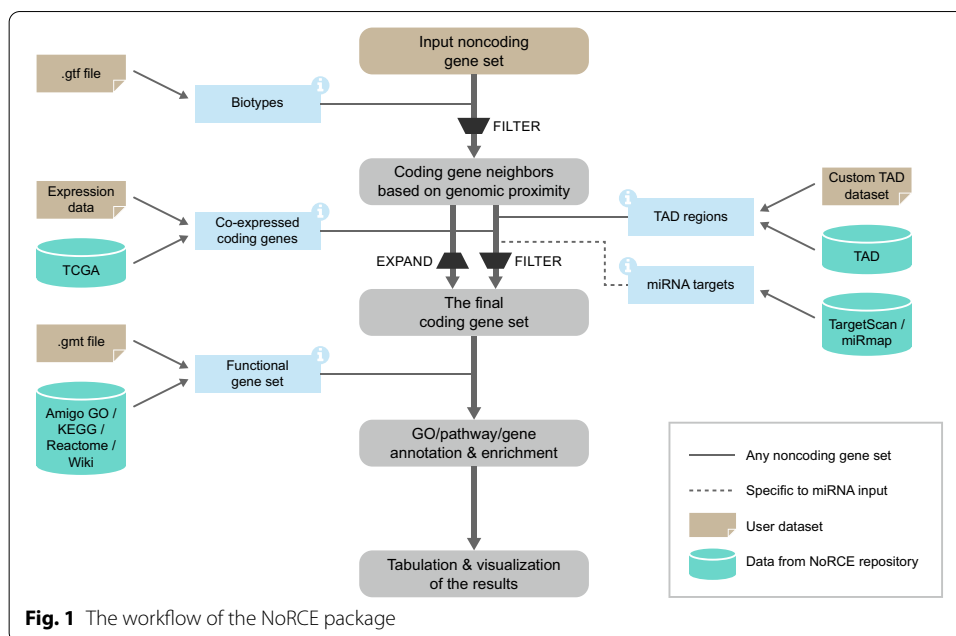 Input noncoding
gene set
.gtf file
Biotypes
i
FILTER
Coding gene neighbors
based on genomic proximity
Expression
data
TCGA
Co-expressed
coding genes
i
Custom TAD
dataset
TAD
TAD regions
i
EXPAND
FILTER
miRNA targets
i
TargetScan /
miRmap
The final
coding gene set
.gmt file
Amigo GO /
KEGG /
Reactome /
Wiki
Functional
gene set
i
GO/pathway/gene
annotation & enrichment
Tabulation & visualization
of the results
Any noncoding gene set
Specific to miRNA input
User dataset
Data from NoRCE repository
Fig. 1 The workflow of the NoRCE package